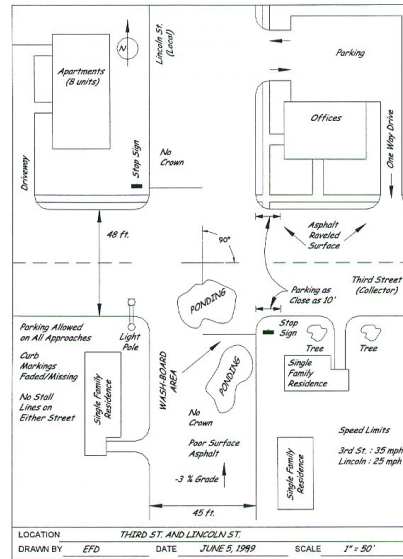 Lincoln St.
(Local)
N
Apartments
(8 units)
Driveway
Stop Sign
No
Crown
Parking
Offices
One Way Drive
48 ft.
90°
Asphalt
Raveled
Surface
Third Street
(Collector)
Parking as
Close as 10'
PONDING
Parking Allowed
on All Approaches
Curb
Markings
Faded/Missing
No Stall
Lines on
Either Street
Light
Pole
Single Family
Residence
WASH-BOARD
AREA
PONDING
No
Crown
Poor Surface
Asphalt
-3 % Grade
45 ft.
Stop
Sign
Tree
Tree
Single
Family
Residence
Single Family
Residence
Speed Limits
3rd St. : 35 mph
Lincoln : 25 mph
LOCATION THIRD ST. AND LINCOLN ST.
DRAWN BY EFD DATE JUNE 5, 1999 SCALE 1" = 50'